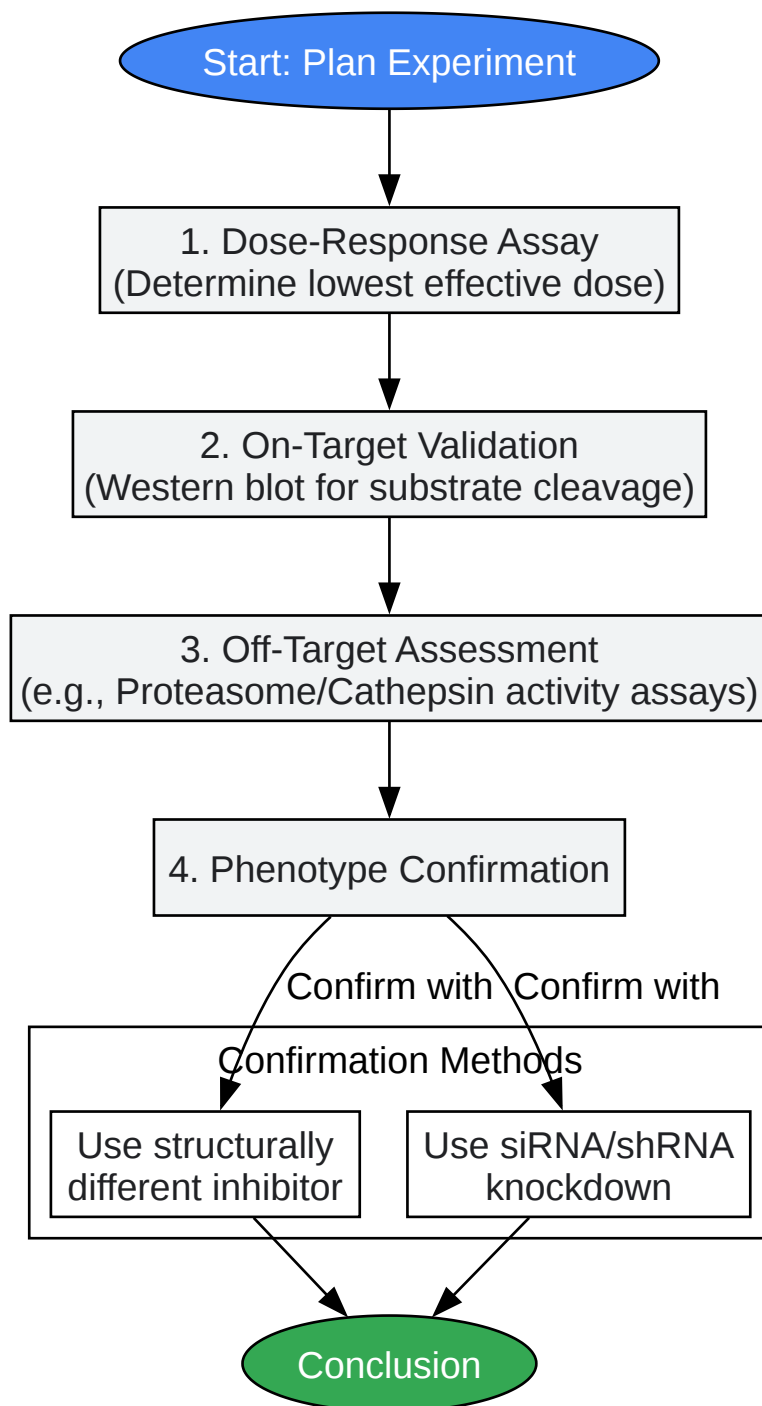 Start: Plan Experiment
1. Dose-Response Assay
(Determine lowest effective dose)
2. On-Target Validation
(Western blot for substrate cleavage)
3. Off-Target Assessment
(e.g., Proteasome/Cathepsin activity assays)
4. Phenotype Confirmation
Confirm with
Confirm with
Confirmation Methods
Use structurally
different inhibitor
Use siRNA/shRNA
knockdown
Conclusion